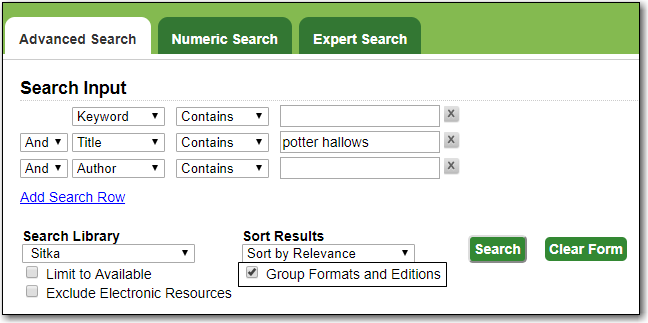 Advanced Search Numeric Search Expert Search
Search Input
Keyword Contains x
And Title Contains potter hallows x
And Author Contains x
Add Search Row
Search Library Sort Results
Sitka Sort by Relevance Search Clear Form
Limit to Available Group Formats and Editions
Exclude Electronic Resources